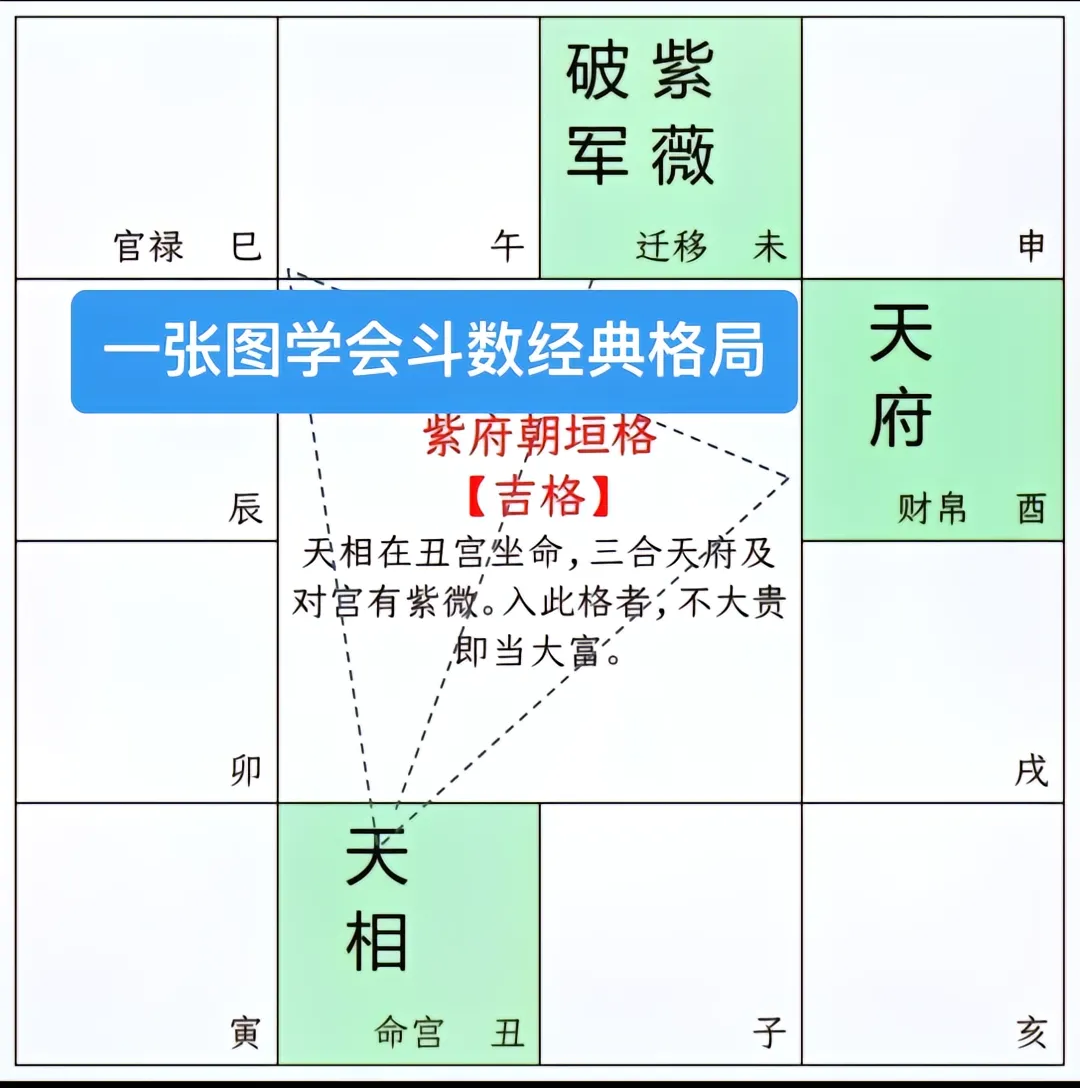 破 紫
军 薇
官禄 巳
午
迁移 未
申
一张图学会斗数经典格局
天
府
紫府朝垣格
【吉格】
辰
财帛 酉
天相在丑宫坐命，三合天府及
对宫有紫微。入此格者，不大贵
即当大富。
卯
戌
天
相
寅
命宫 丑
子
亥